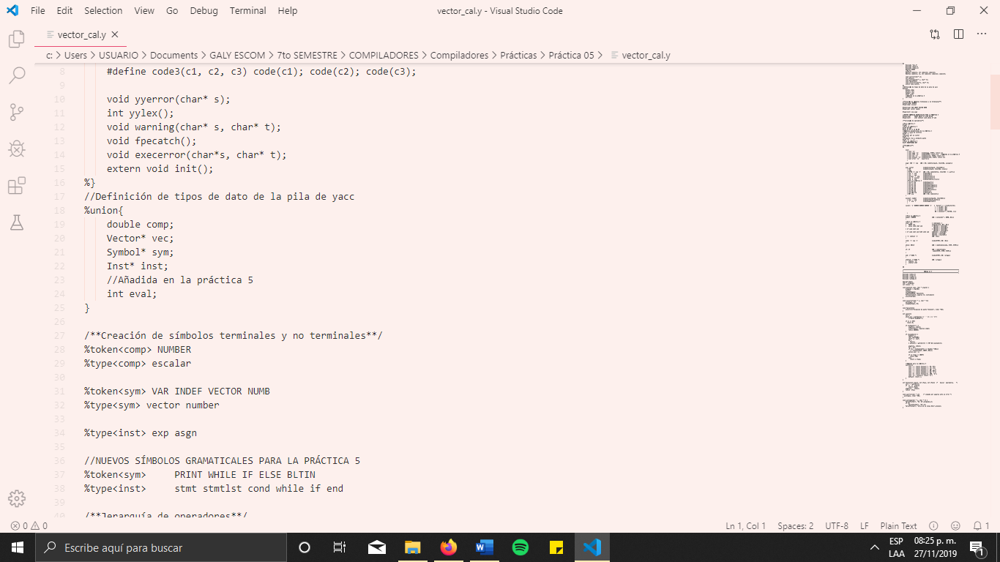 File Edit Selection View Go Debug Terminal Help vector_cal.y - Visual Studio Code
vector_cal.y
c: > Users > USUARIO > Documents > GALY ESCOM > 7to SEMESTRE > COMPILADORES > Compiladores > Prácticas > Práctica 05 > vector_cal.y
8 #define code3(c1, c2, c3) code(c1); code(c2); code(c3);
9
10 void yyerror(char* s);
11 int yylex();
12 void warning(char* s, char* t);
13 void fpecatch();
14 void execerror(char*s, char* t);
15 extern void init();
16 %}
17 //Definición de tipos de dato de la pila de yacc
18 %union{
19 double comp;
20 Vector* vec;
21 Symbol* sym;
22 Inst* inst;
23 //Añadida en la práctica 5
24 int eval;
25 }
26
27 /**Creación de símbolos terminales y no terminales**/
28 %token<comp> NUMBER
29 %type<comp> escalar
30
31 %token<sym> VAR INDEF VECTOR NUMB
32 %type<sym> vector number
33
34 %type<inst> exp asgn
35
36 //NUEVOS SÍMBOLOS GRAMATICALES PARA LA PRÁCTICA 5
37 %token<sym> PRINT WHILE IF ELSE BLTIN
38 %type<inst> stmt stmtlst cond while if end
39
40 /**Jerarquía de operadores**/
0 0 Ln 1, Col 1 Spaces: 2 UTF-8 LF Plain Text 1
Escribe aquí para buscar
ESP 08:25 p. m.
LAA 27/11/2019 1